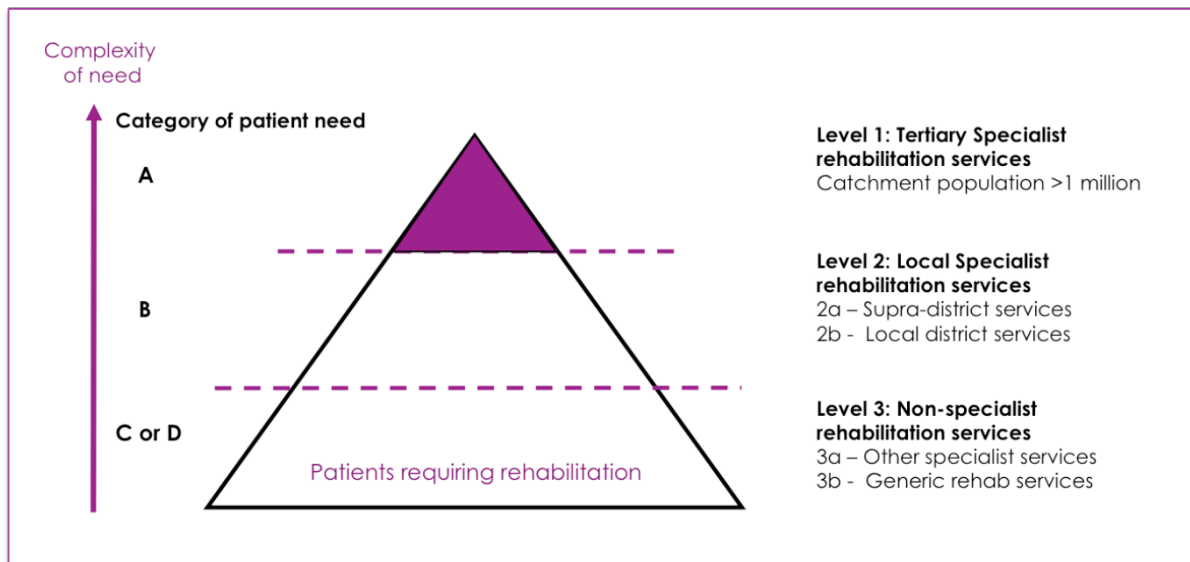 Complexity
of need
Category of patient need
A
B
C or D
Patients requiring rehabilitation
Level 1: Tertiary Specialist
rehabilitation services
Catchment population >1 million
Level 2: Local Specialist
rehabilitation services
2a – Supra-district services
2b - Local district services
Level 3: Non-specialist
rehabilitation services
3a – Other specialist services
3b - Generic rehab services